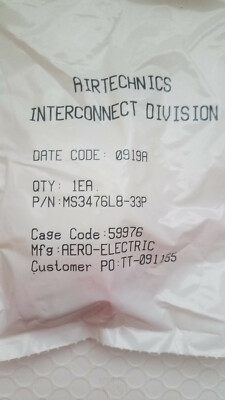 AIRTECHNICS
INTERCONNECT DIVISION
DATE CODE: 0919A
QTY: 1EA
P/N:MS3476L8-33P
Cage Code:59976
Mfg:AERO-ELECTRIC
Customer PO:TT-091155